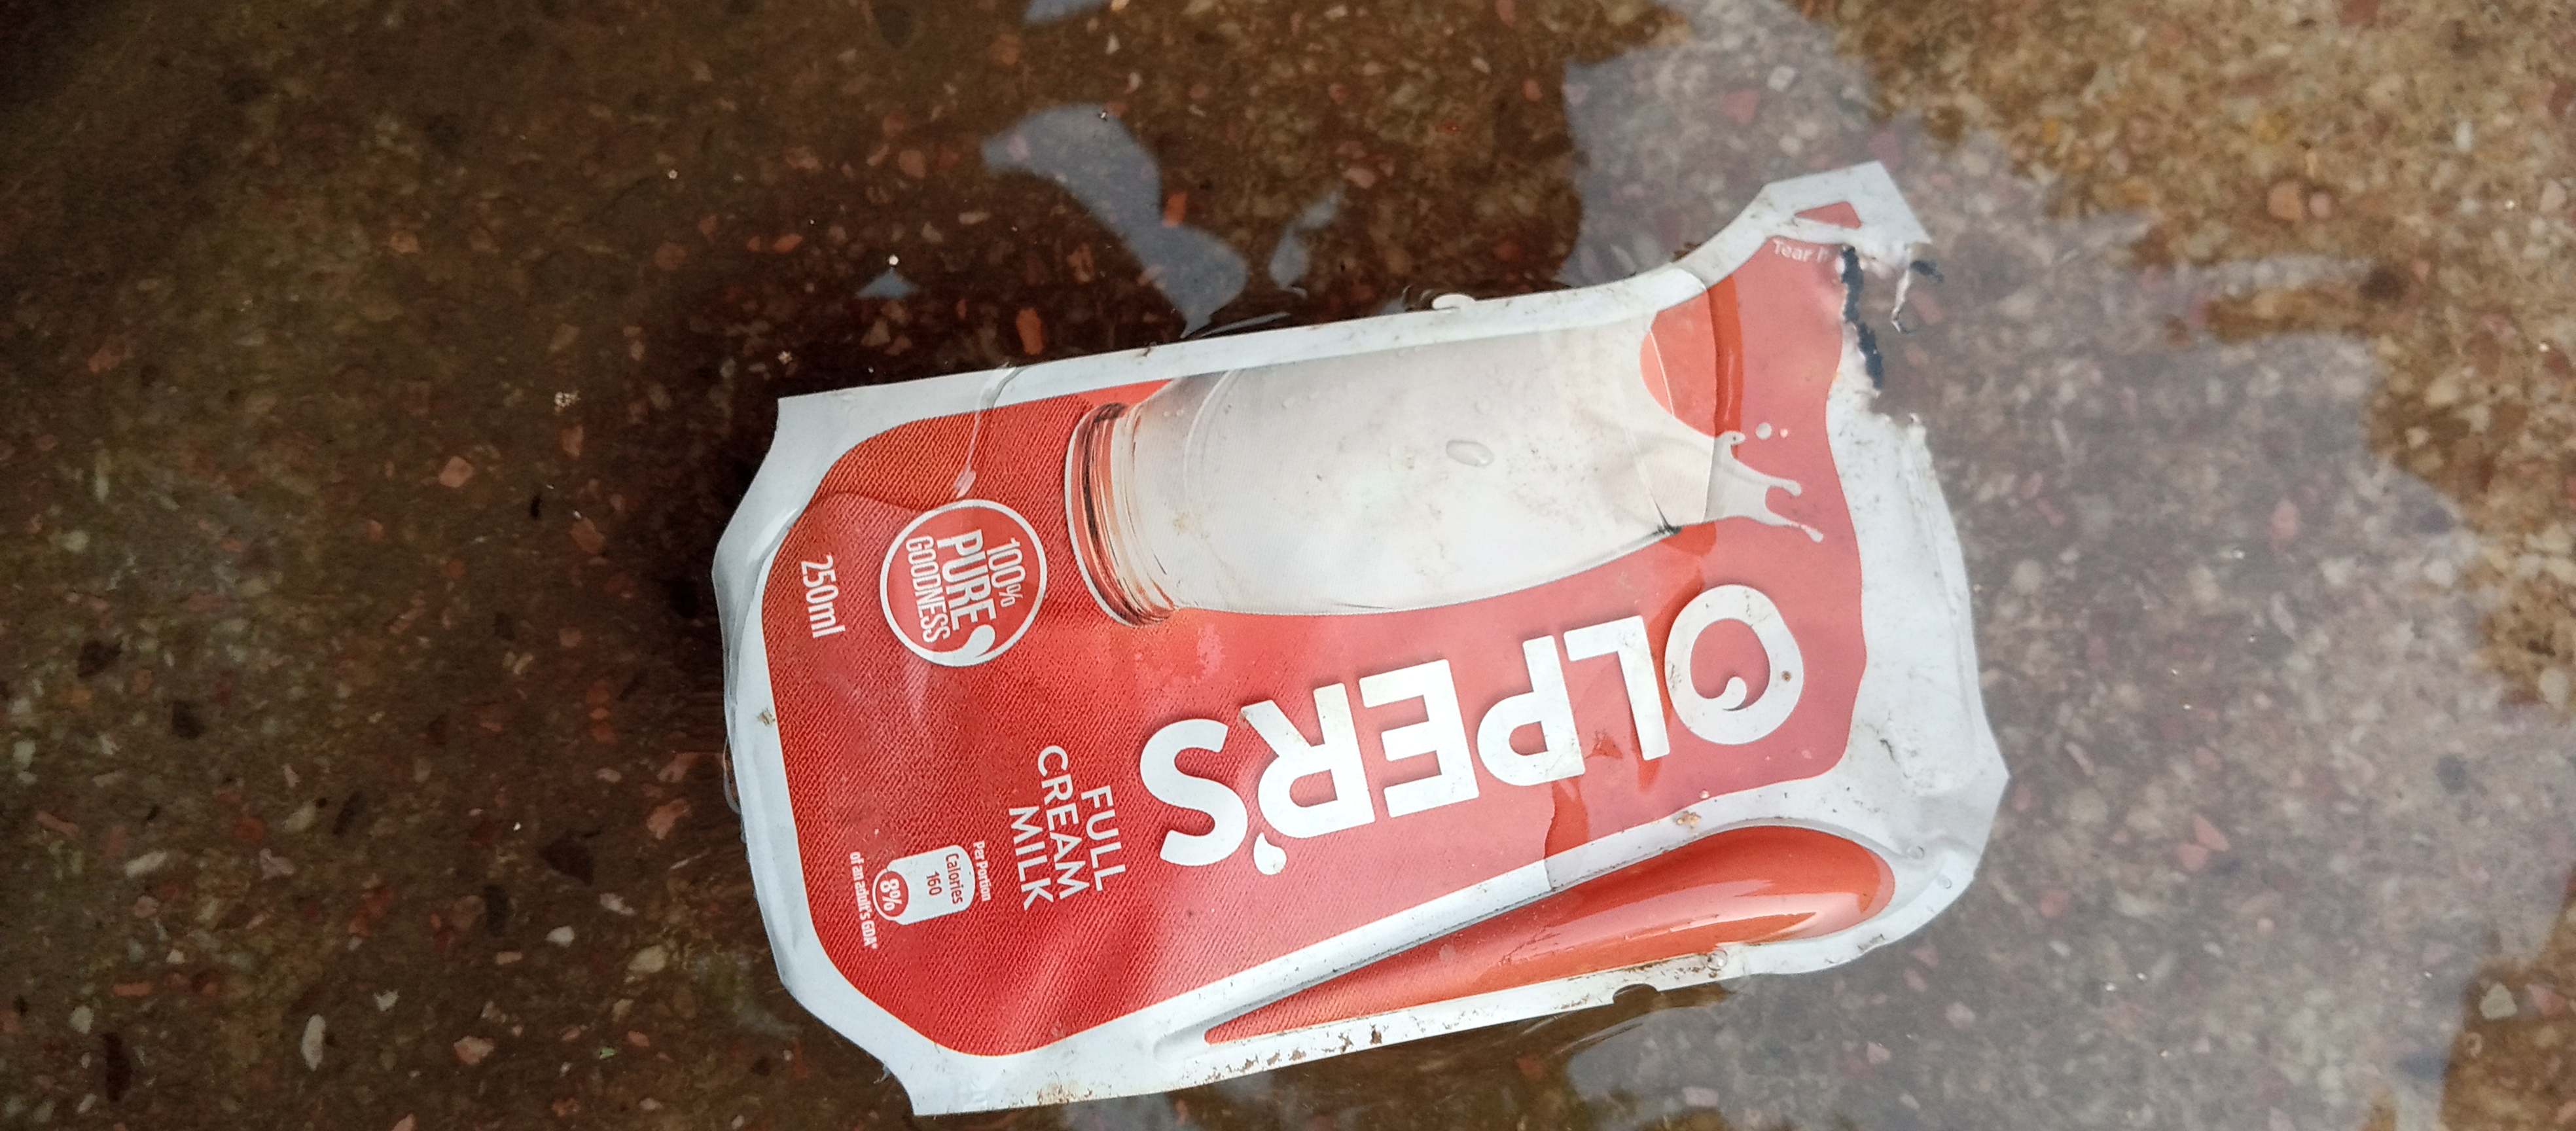 Tear
OLPER'S
FULL
CREAM
MILK
100%
PURE
GOODNESS
250ml
Per Portion
Calories
160
8%
of an adult's GDA*